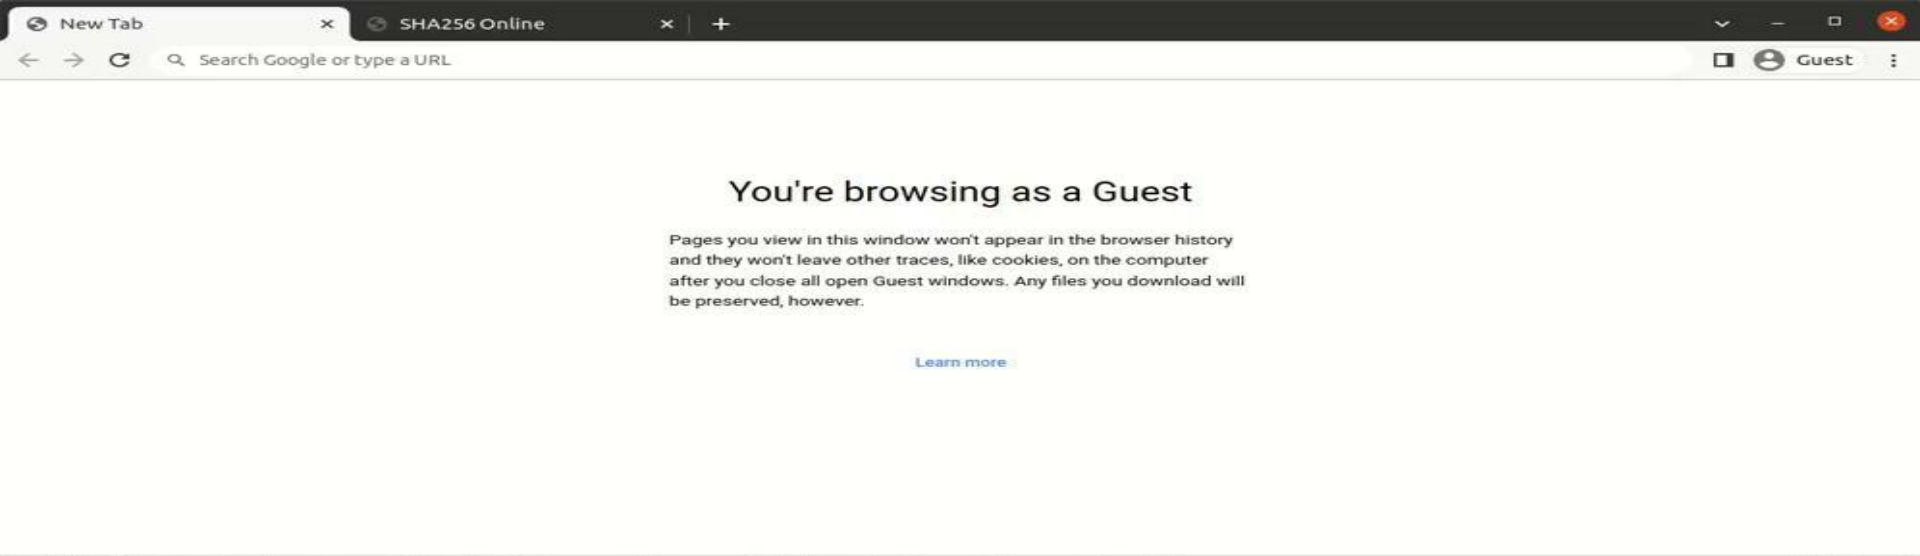 New Tab
SHA256 Online
Search Google or type a URL
Guest
You're browsing as a Guest
Pages you view in this window won't appear in the browser history
and they won't leave other traces, like cookies, on the computer
after you close all open Guest windows. Any files you download will
be preserved, however.
Learn more